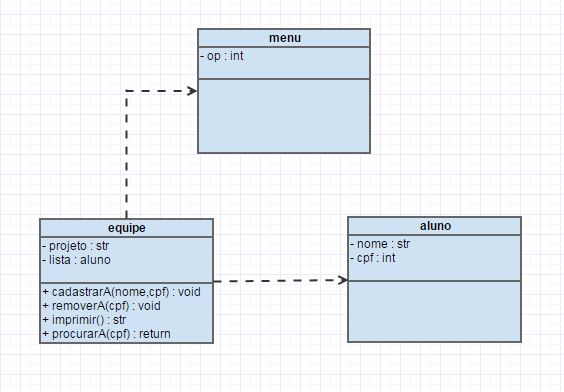 menu
- op : int
equipe
- projeto : str
- lista : aluno
+ cadastrarA(nome,cpf) : void
+ removerA(cpf) : void
+ imprimir() : str
+ procurarA(cpf) : return
aluno
- nome : str
- cpf : int